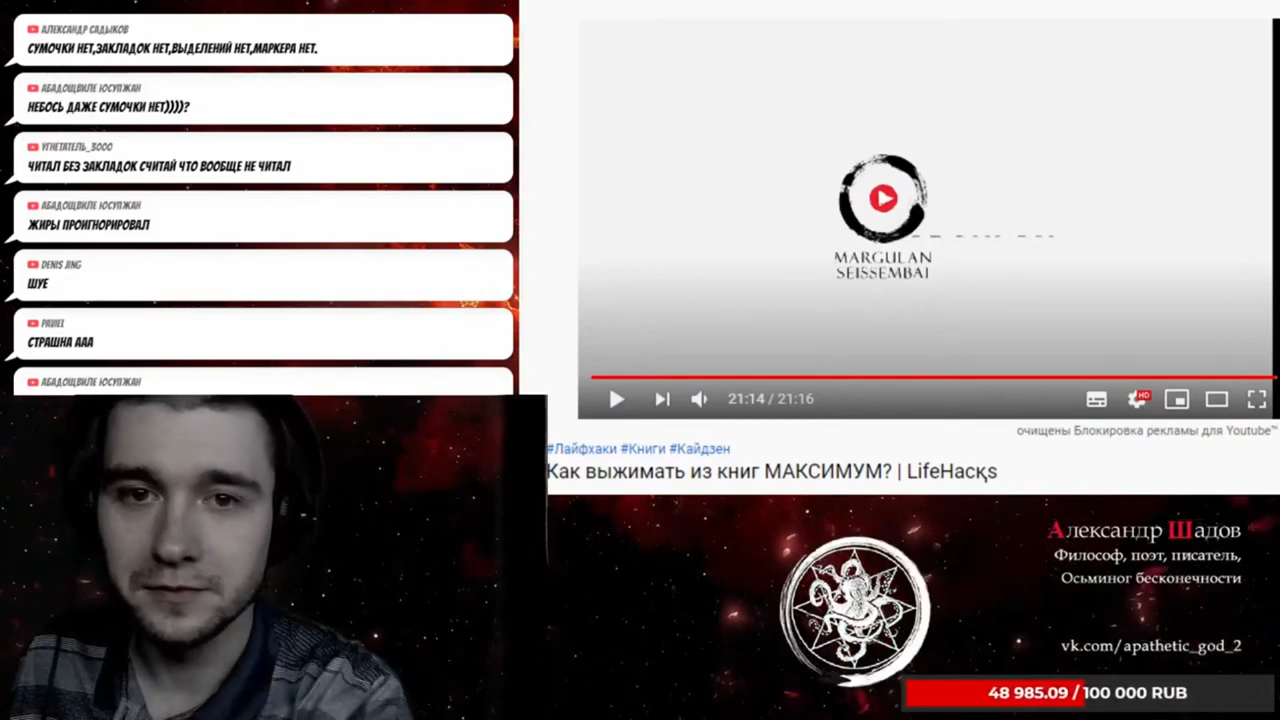 АЛЕКСАНДР САДЫКОВ
СУМОЧКИ НЕТ,ЗАКЛАДОК НЕТ,ВЫДЕЛЕНИЙ НЕТ,МАРКЕРА НЕТ.
АБАДОЩВИЛЕ ЮСУПЖАН
НЕБОСЬ ДАЖЕ СУМОЧКИ НЕТ))))?
УГНЕТАТЕЛЬ_3000
ЧИТАЛ БЕЗ ЗАКЛАДОК СЧИТАЙ ЧТО ВООБЩЕ НЕ ЧИТАЛ
АБАДОЩВИЛЕ ЮСУПЖАН
ЖИРЫ ПРОИГНОРИРОВАЛ
DENIS JING
ШУЕ
PAVIEL
СТРАШНА ААА
АБАДОЩВИЛЕ ЮСУПЖАН
MARGULAN
SEISSEMBAI
21:14 / 21:16
HD
очищены Блокировка рекламы для Youtube™
#Лайфхаки #Книги #Кайдзен
Как выжимать из книг МАКСИМУМ? | LifeHacқs
Александр Шадов
Философ, поэт, писатель,
Осьминог бесконечности
vk.com/apathetic_god_2
48 985.09 / 100 000 RUB